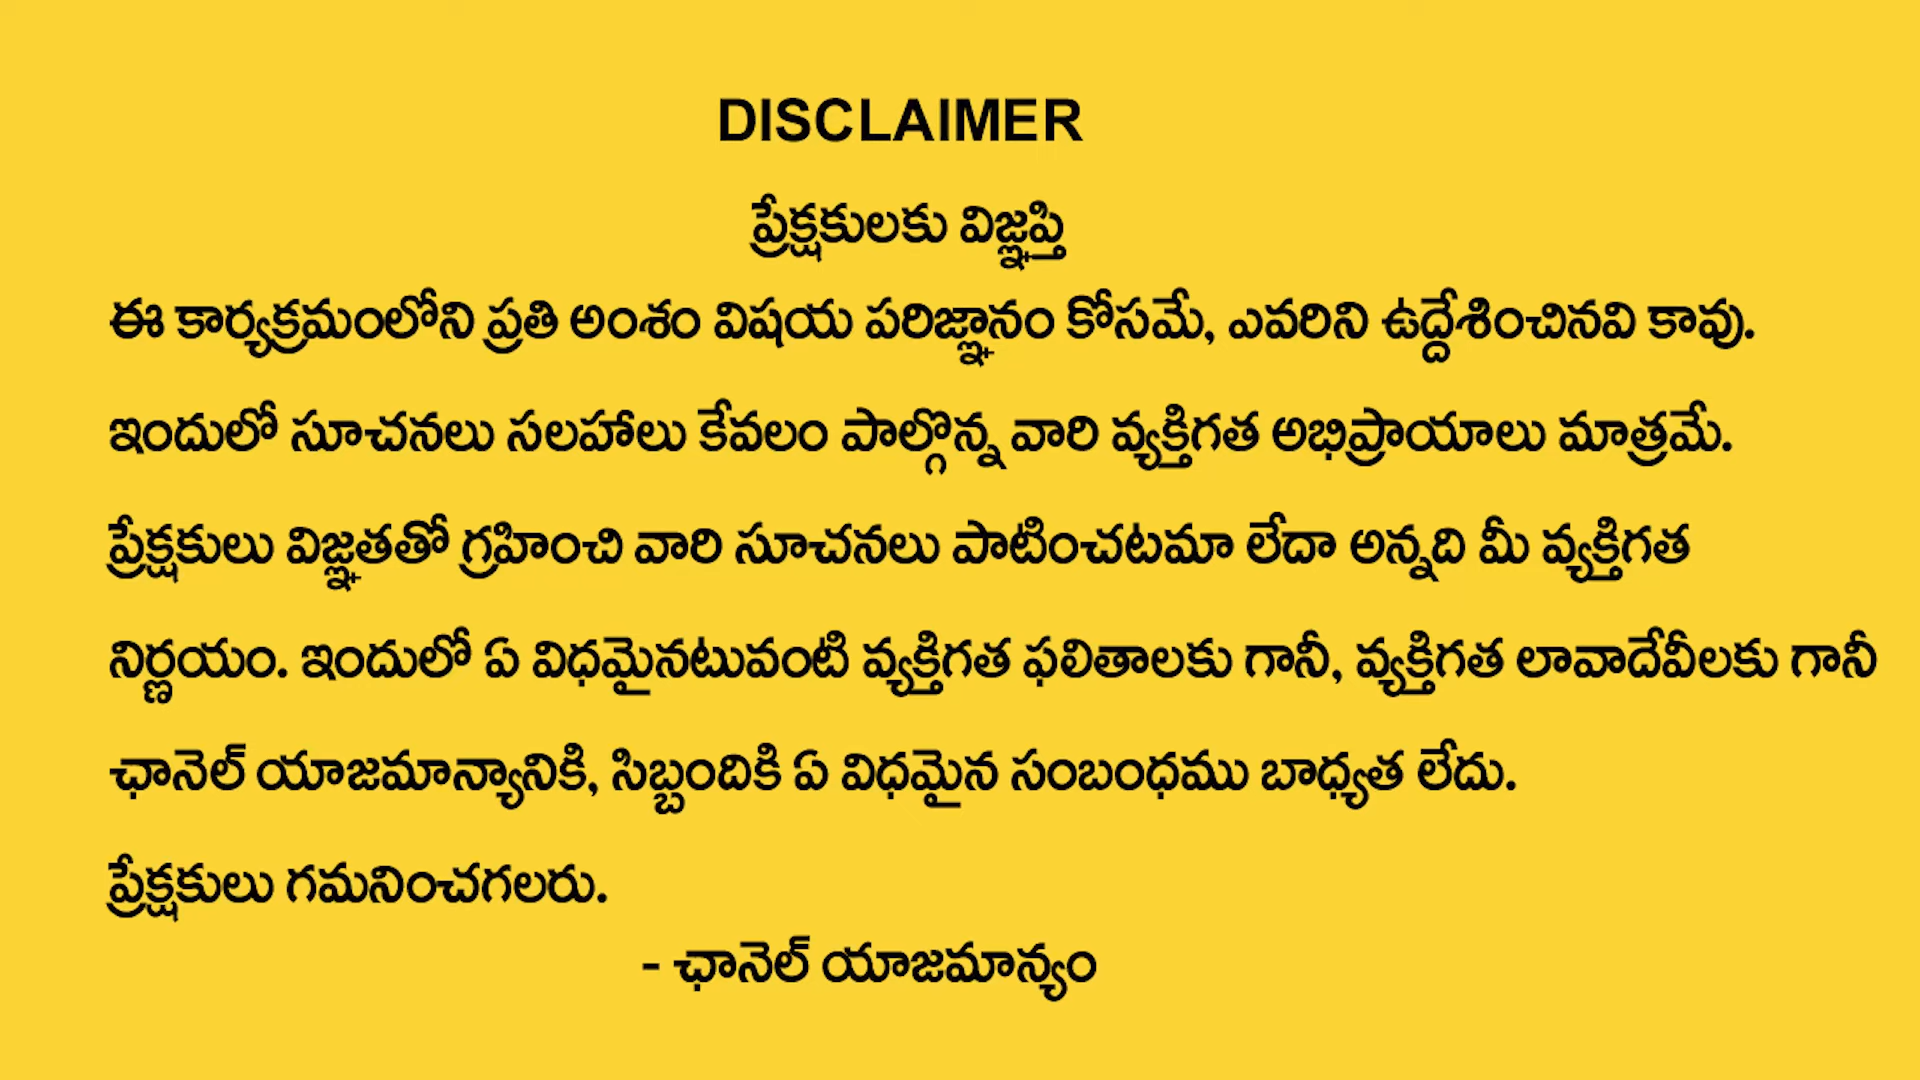 DISCLAIMER
ప్రేక్షకులకు విజ్ఞప్తి
ఈ కార్యక్రమంలోని ప్రతి అంశం విషయ పరిజ్ఞానం కోసమే, ఎవరిని ఉద్దేశించినవి కావు.
ఇందులో సూచనలు సలహాలు కేవలం పాల్గొన్న వారి వ్యక్తిగత అభిప్రాయాలు మాత్రమే.
ప్రేక్షకులు విజ్ఞతతో గ్రహించి వారి సూచనలు పాటించటమా లేదా అన్నది మీ వ్యక్తిగత
నిర్ణయం. ఇందులో ఏ విధమైనటువంటి వ్యక్తిగత ఫలితాలకు గానీ, వ్యక్తిగత లావాదేవీలకు గానీ
ఛానెల్ యాజమాన్యానికి, సిబ్బందికి ఏ విధమైన సంబంధము బాధ్యత లేదు.
ప్రేక్షకులు గమనించగలరు.
- ఛానెల్ యాజమాన్యం